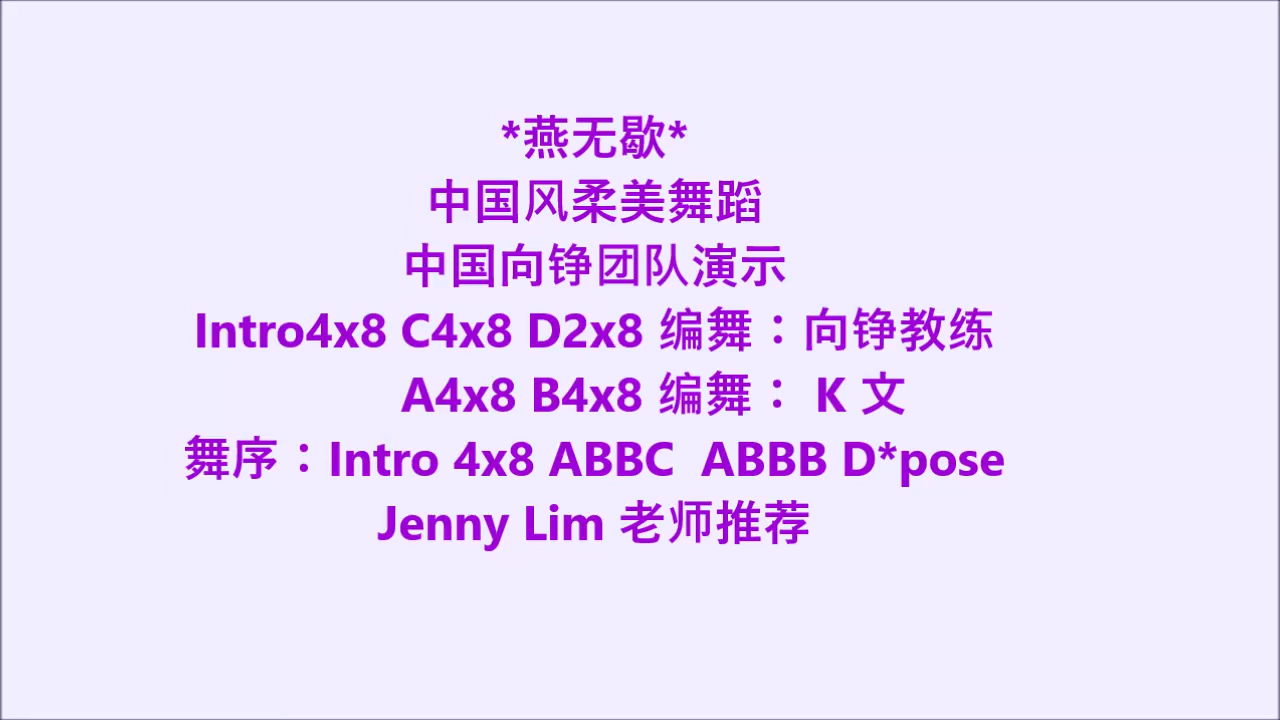 *燕无歇*
中国风柔美舞蹈
中国向铮团队演示
Intro4x8 C4x8 D2x8 编舞：向铮教练
A4x8 B4x8 编舞： K 文
舞序：Intro 4x8 ABBC  ABBB D*pose
Jenny Lim 老师推荐